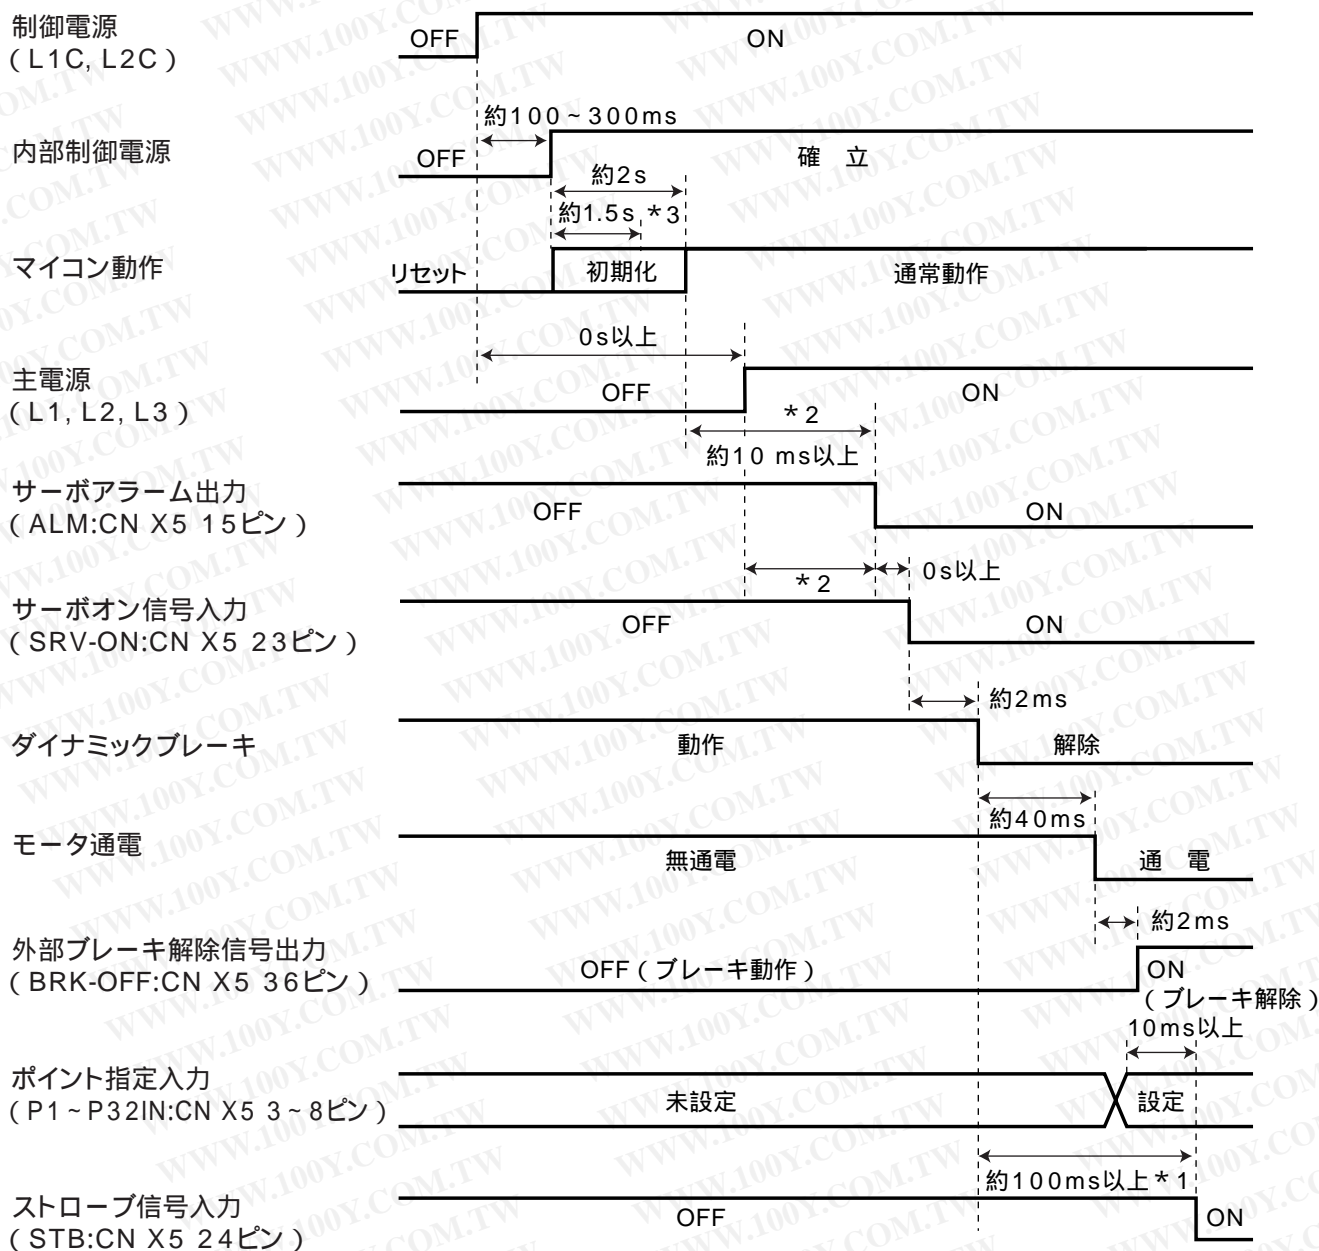 制御電源
(L1C, L2C)
OFF
ON
約100~300ms
内部制御電源
OFF
確 立
約2s
約1.5s *3
マイコン動作
リセット
初期化
通常動作
0s以上
主電源
(L1, L2, L3)
OFF
ON
*2
約10 ms以上
サーボアラーム出力
(ALM:CN X5 15ピン)
OFF
ON
*2
0s以上
サーボオン信号入力
(SRV-ON:CN X5 23ピン)
OFF
ON
約2ms
ダイナミックブレーキ
動作
解除
約40ms
モータ通電
無通電
通 電
約2ms
外部ブレーキ解除信号出力
(BRK-OFF:CN X5 36ピン)
OFF(ブレーキ動作)
ON
(ブレーキ解除)
10ms以上
ポイント指定入力
(P1~P32IN:CN X5 3~8ピン)
未設定
設定
約100ms以上*1
ストローブ信号入力
(STB:CN X5 24ピン)
OFF
ON
WWW.100Y.COM.TW